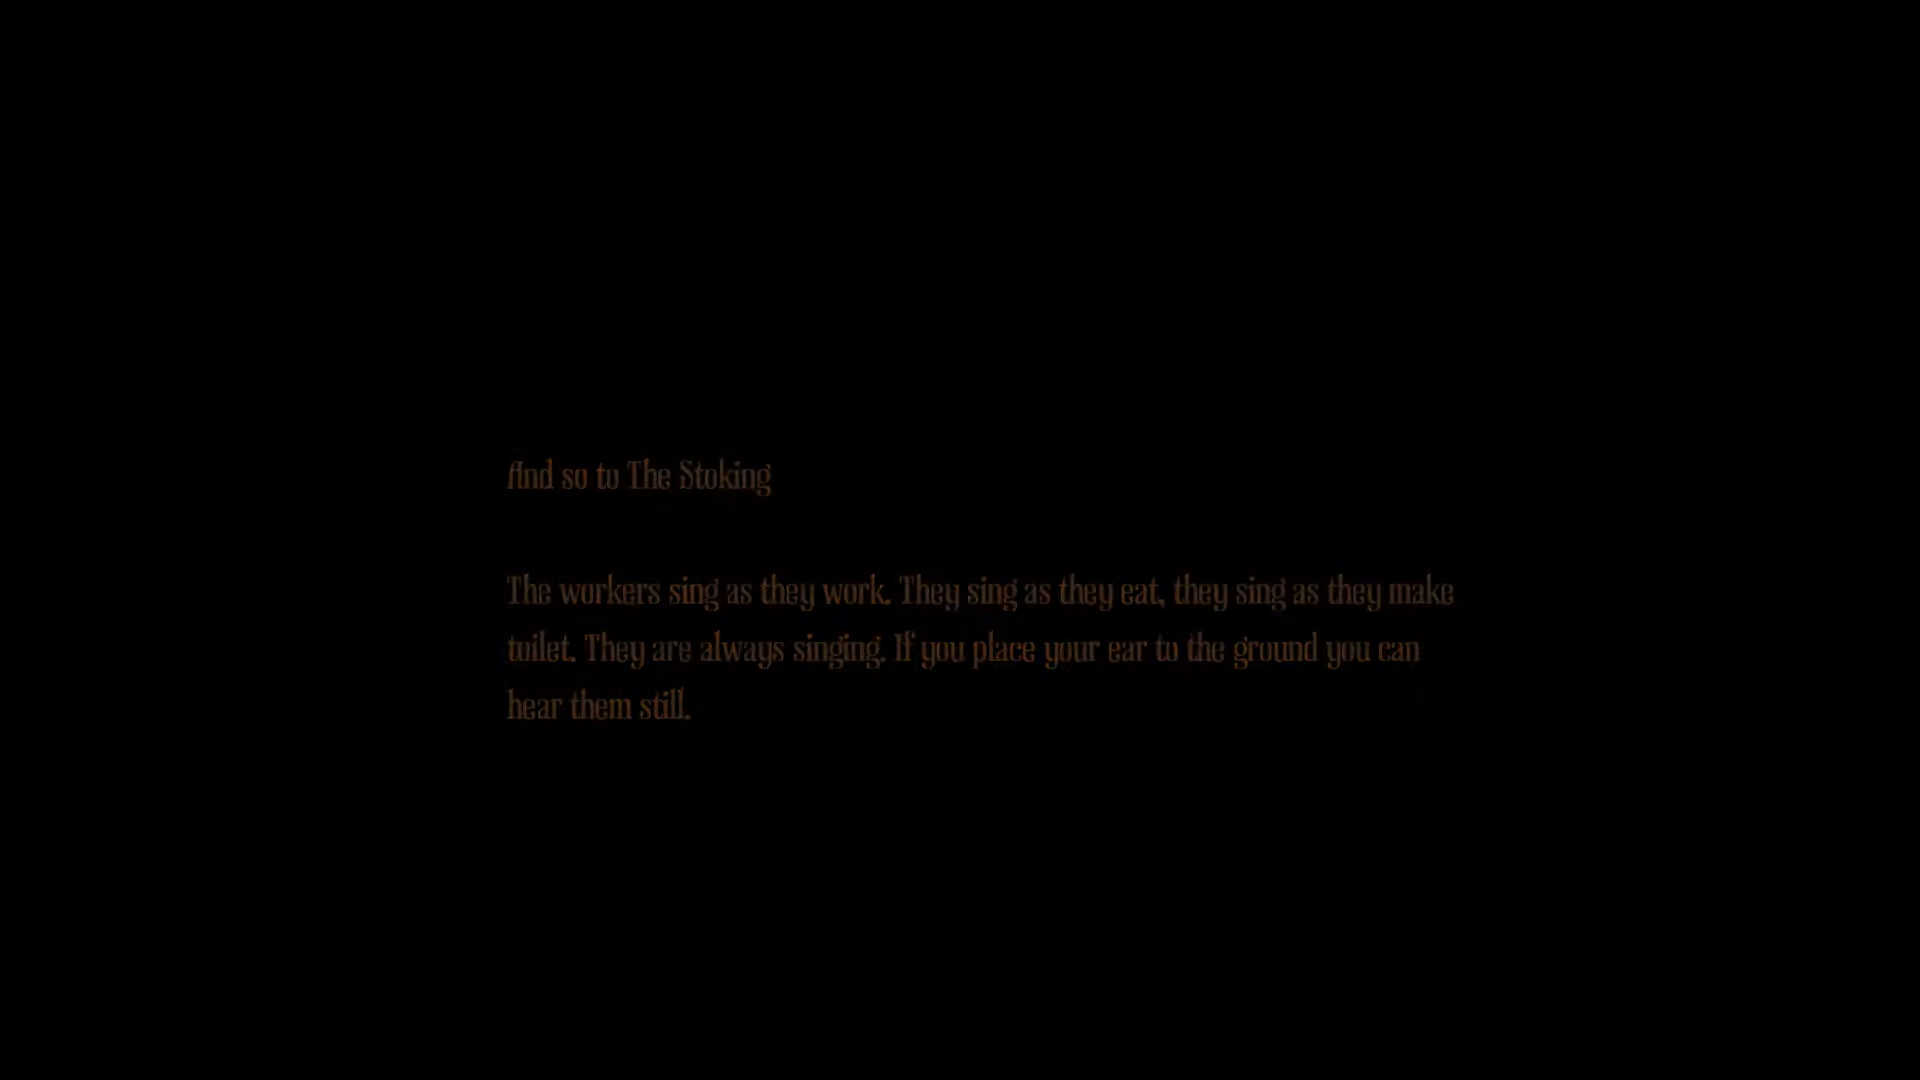 And so to The Stoking
The workers sing as they work. They sing as they eat, they sing as they make
toilet. They are always singing. If you place your ear to the ground you can
hear them still.